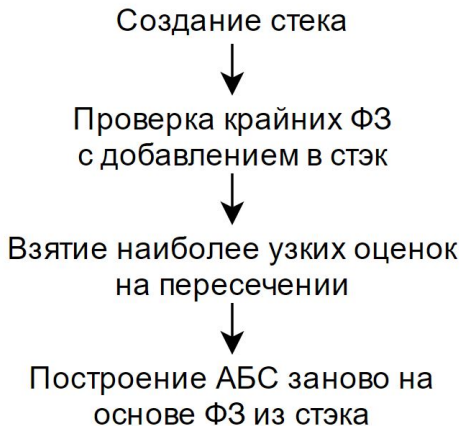 Создание стека
Проверка крайних ФЗ
с добавлением в стэк
Взятие наиболее узких оценок
на пересечении
Построение АБС заново на
основе ФЗ из стэка